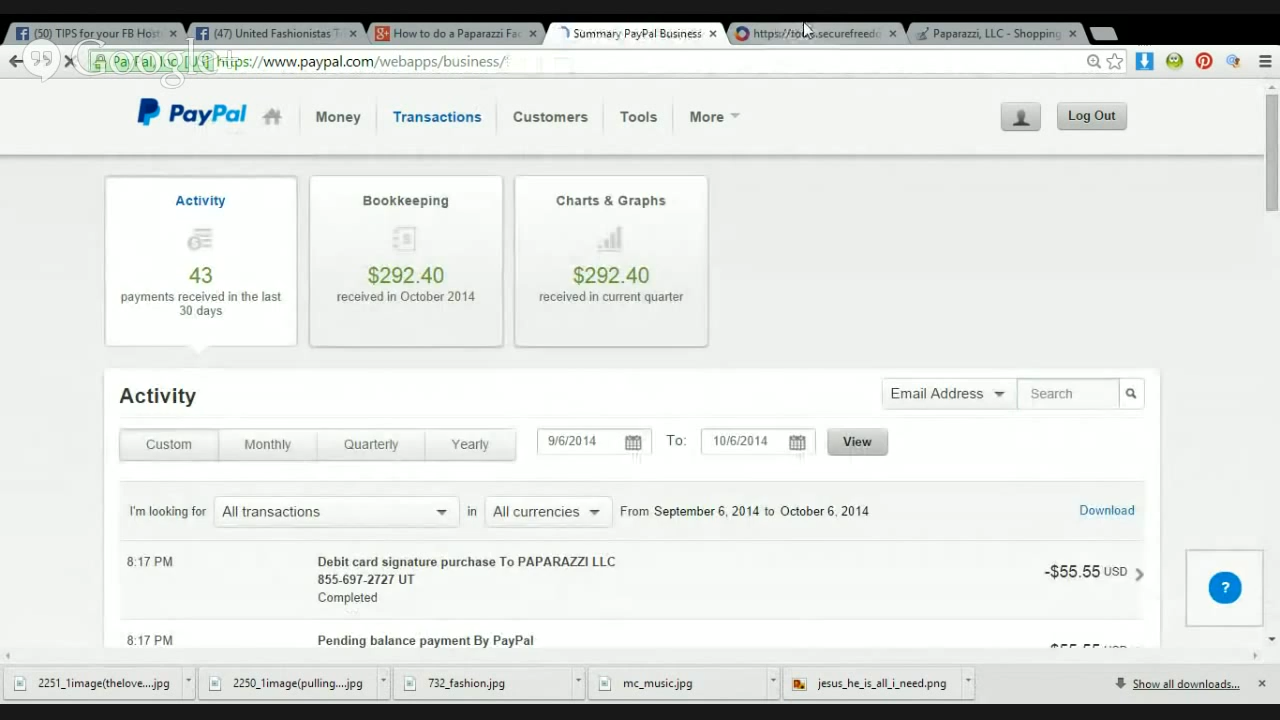 (50) TIPS for your FB Host
(47) United Fashionistas T
How to do a Paparazzi Fac
Summary PayPal Business
https://tools.securefreedo
Paparazzi, LLC - Shopping
PayPal, Inc. [US] https://www.paypal.com/webapps/business/
Google+
PayPal
Money
Transactions
Customers
Tools
More
Log Out
Activity
43
payments received in the last
30 days
Bookkeeping
$292.40
received in October 2014
Charts & Graphs
$292.40
received in current quarter
Activity
Email Address
Search
Custom
Monthly
Quarterly
Yearly
9/6/2014
To:
10/6/2014
View
I'm looking for
All transactions
in
All currencies
From September 6, 2014 to October 6, 2014
Download
8:17 PM
Debit card signature purchase To PAPARAZZI LLC
855-697-2727 UT
Completed
-$55.55 USD
8:17 PM
Pending balance payment By PayPal
?
2251_1image(thelove....jpg
2250_1image(pulling....jpg
732_fashion.jpg
mc_music.jpg
jesus_he_is_all_i_need.png
Show all downloads...